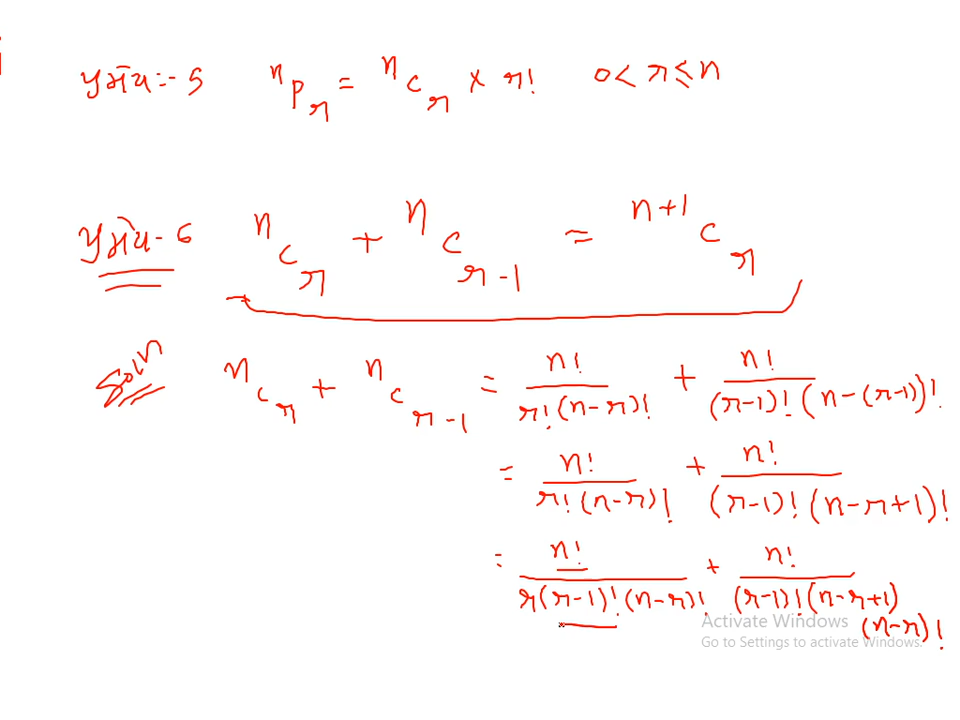 प्रमेय:- 5 ⁿPᵣ = ⁿCᵣ × r! 0 < r ≤ n
प्रमेय - 6 ⁿCᵣ + ⁿCᵣ₋₁ = ⁿ⁺¹Cᵣ
Solⁿ ⁿCᵣ + ⁿCᵣ₋₁ = n!/(r!(n-r)!) + n!/((r-1)!(n-(r-1))!)
= n!/(r!(n-r)!) + n!/((r-1)!(n-r+1)!)
= n!/(r(r-1)!(n-r)!) + n!/((r-1)!(n-r+1)(n-r)!)
Activate Windows
Go to Settings to activate Windows.